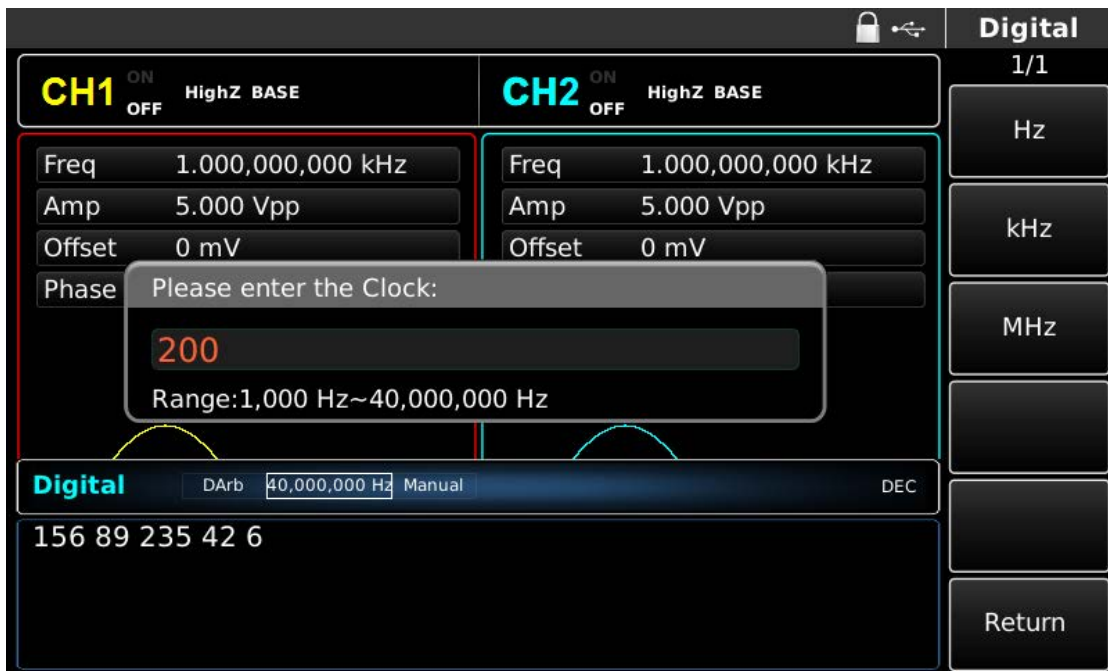 Digital
1/1
CH1 ON OFF HighZ BASE
CH2 ON OFF HighZ BASE
Freq 1.000,000,000 kHz
Amp 5.000 Vpp
Offset 0 mV
Phase
Freq 1.000,000,000 kHz
Amp 5.000 Vpp
Offset 0 mV
Please enter the Clock:
200
Range:1,000 Hz~40,000,000 Hz
Digital DArb 40,000,000 Hz Manual DEC
156 89 235 42 6
Hz
kHz
MHz
Return